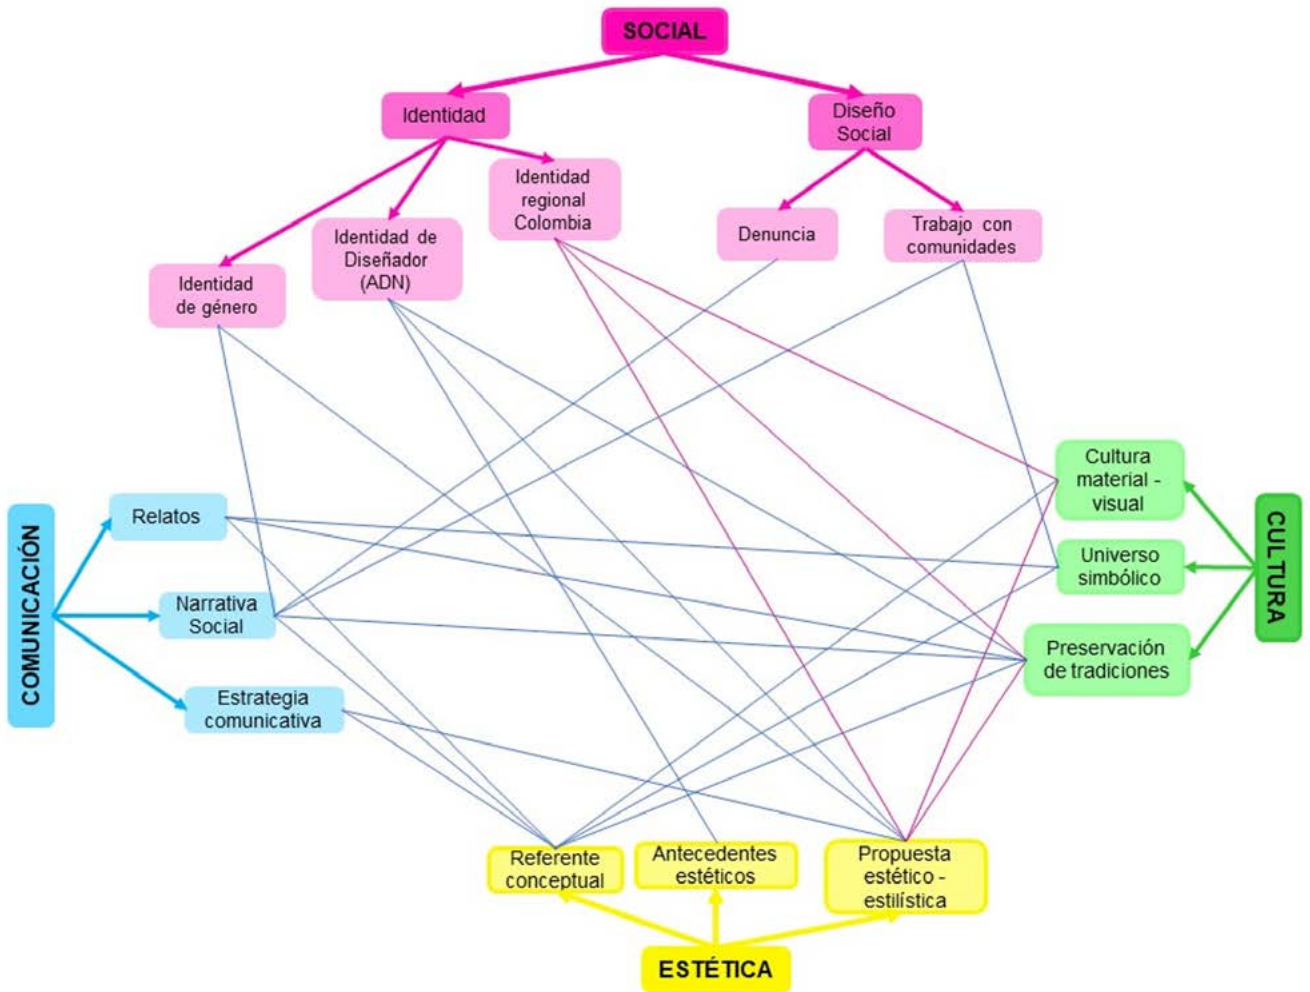 SOCIAL
Identidad
Diseño
Social
Identidad
regional
Colombia
Denuncia
Trabajo con
comunidades
Identidad de
Diseñador
(ADN)
Identidad
de género
Cultura
material -
visual
Relatos
Universo
simbólico
CULTURA
COMUNICACIÓN
Narrativa
Social
Preservación
de tradiciones
Estrategia
comunicativa
Referente
conceptual
Antecedentes
estéticos
Propuesta
estético -
estilística
ESTÉTICA